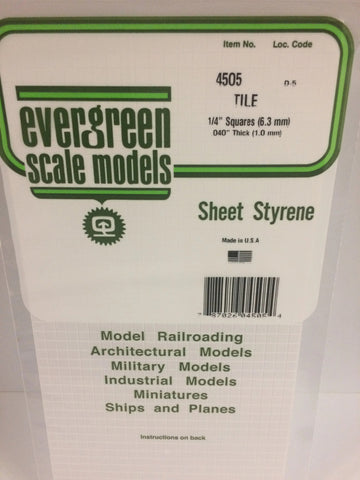 Item No. Loc. Code
4505 D-5
TILE
1/4" Squares (6.3 mm)
.040" Thick (1.0 mm)
evergreen
scale models
Sheet Styrene
Made in U.S.A
Model Railroading
Architectural Models
Military Models
Industrial Models
Miniatures
Ships and Planes
Instructions on back